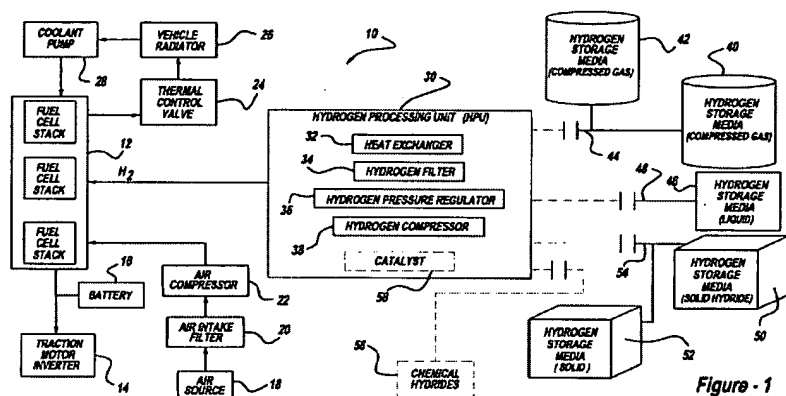 COOLANT
PUMP
VEHICLE
RADIATOR
26
28
THERMAL
CONTROL
VALVE
24
10
30
FUEL
CELL
STACK
12
FUEL
CELL
STACK
FUEL
CELL
STACK
H2
HYDROGEN PROCESSING UNIT (HPU)
32
HEAT EXCHANGER
34
HYDROGEN FILTER
36
HYDROGEN PRESSURE REGULATOR
38
HYDROGEN COMPRESSOR
CATALYST
58
HYDROGEN
STORAGE
MEDIA
(COMPRESSED GAS)
42
40
HYDROGEN
STORAGE
MEDIA
(COMPRESSED GAS)
44
48
46
HYDROGEN
STORAGE
MEDIA
(LIQUID)
54
HYDROGEN
STORAGE
MEDIA
(SOLID HYDRIDE)
50
HYDROGEN
STORAGE
MEDIA
(SOLID)
52
56
CHEMICAL
HYDRIDES
16
BATTERY
AIR
COMPRESSOR
22
AIR INTAKE
FILTER
20
AIR
SOURCE
18
TRACTION
MOTOR
INVERTER
14
Figure - 1